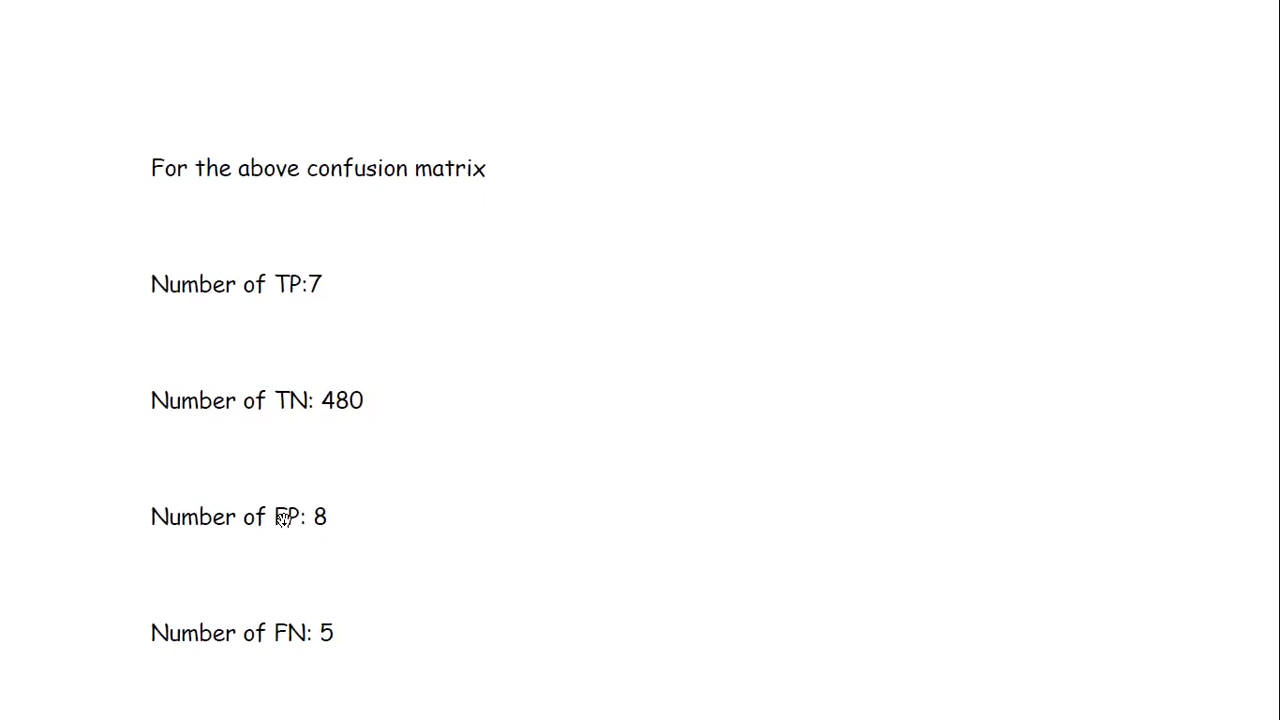 For the above confusion matrix
Number of TP:7
Number of TN: 480
Number of FP: 8
Number of FN: 5